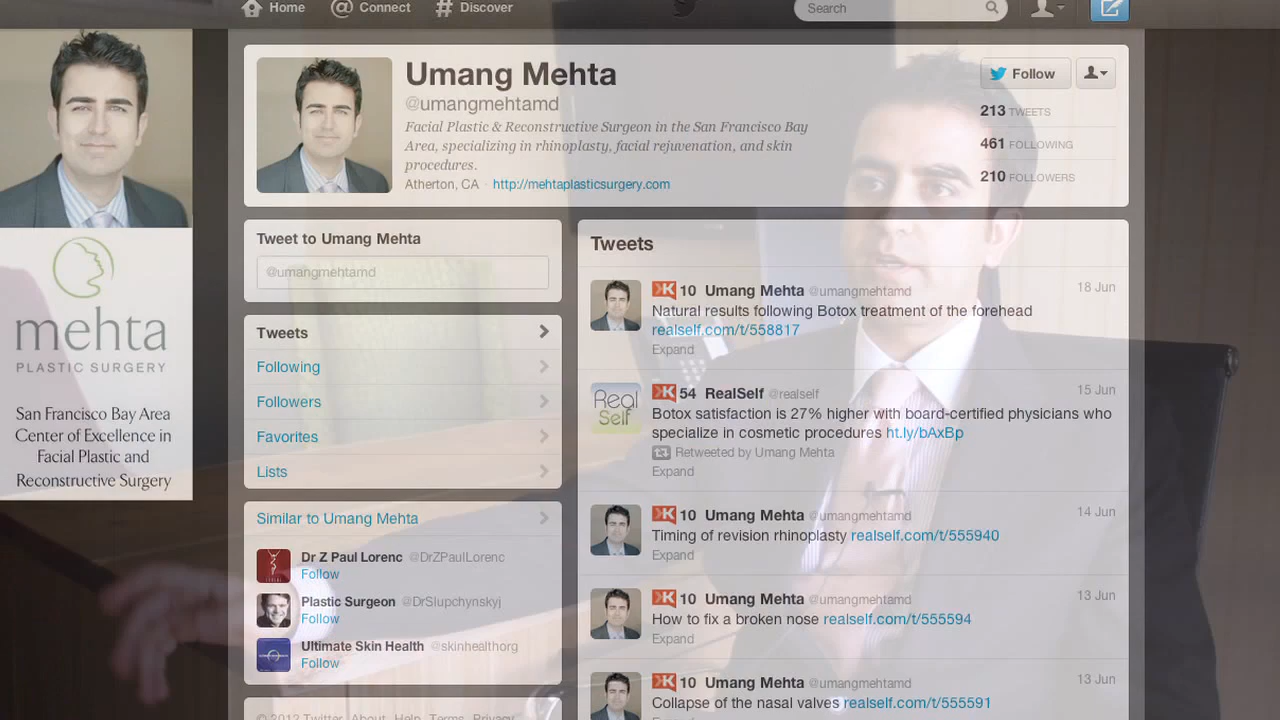 Home
Connect
Discover
Search
Umang Mehta
@umangmehtamd
Facial Plastic & Reconstructive Surgeon in the San Francisco Bay
Area, specializing in rhinoplasty, facial rejuvenation, and skin
procedures.
Atherton, CA · http://mehtaplasticsurgery.com
Follow
213 TWEETS
461 FOLLOWING
210 FOLLOWERS
mehta
PLASTIC SURGERY
San Francisco Bay Area
Center of Excellence in
Facial Plastic and
Reconstructive Surgery
Tweet to Umang Mehta
@umangmehtamd
Tweets
Following
Followers
Favorites
Lists
Similar to Umang Mehta
Dr Z Paul Lorenc @DrZPaulLorenc
Follow
Plastic Surgeon @DrSlupchynskyj
Follow
Ultimate Skin Health @skinhealthorg
Follow
© 2012 Twitter About Help Terms Privacy
Tweets
K 10 Umang Mehta @umangmehtamd 18 Jun
Natural results following Botox treatment of the forehead
realself.com/t/558817
Expand
Real
Self
K 54 RealSelf @realself 15 Jun
Botox satisfaction is 27% higher with board-certified physicians who
specialize in cosmetic procedures ht.ly/bAxBp
Retweeted by Umang Mehta
Expand
K 10 Umang Mehta @umangmehtamd 14 Jun
Timing of revision rhinoplasty realself.com/t/555940
Expand
K 10 Umang Mehta @umangmehtamd 13 Jun
How to fix a broken nose realself.com/t/555594
Expand
K 10 Umang Mehta @umangmehtamd 13 Jun
Collapse of the nasal valves realself.com/t/555591